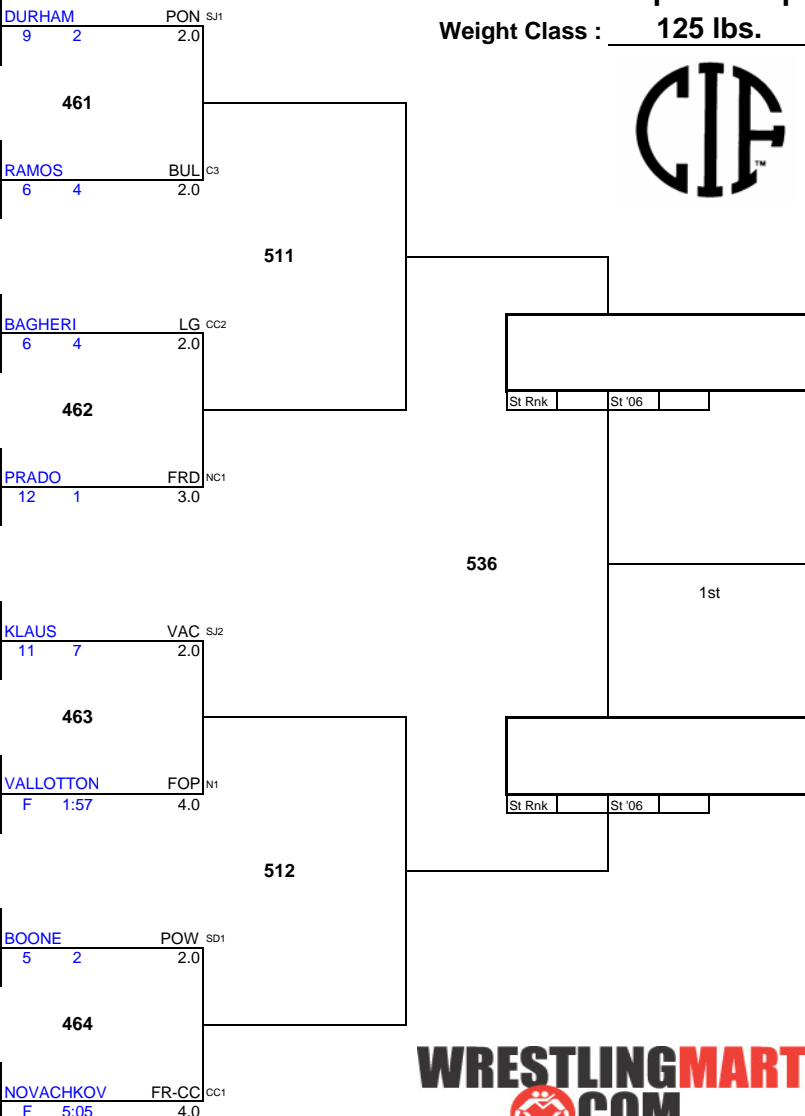 DURHAM PON SJ1
9 2 2.0
Weight Class : 125 lbs.
461
CIF
™
RAMOS BUL C3
6 4 2.0
511
BAGHERI LG CC2
6 4 2.0
St Rnk St '06
462
PRADO FRD NC1
12 1 3.0
536
1st
KLAUS VAC SJ2
11 7 2.0
463
VALLOTTON FOP N1
F 1:57 4.0
St Rnk St '06
512
BOONE POW SD1
5 2 2.0
464
WRESTLINGMART
.COM
NOVACHKOV FR-CC CC1
F 5:05 4.0